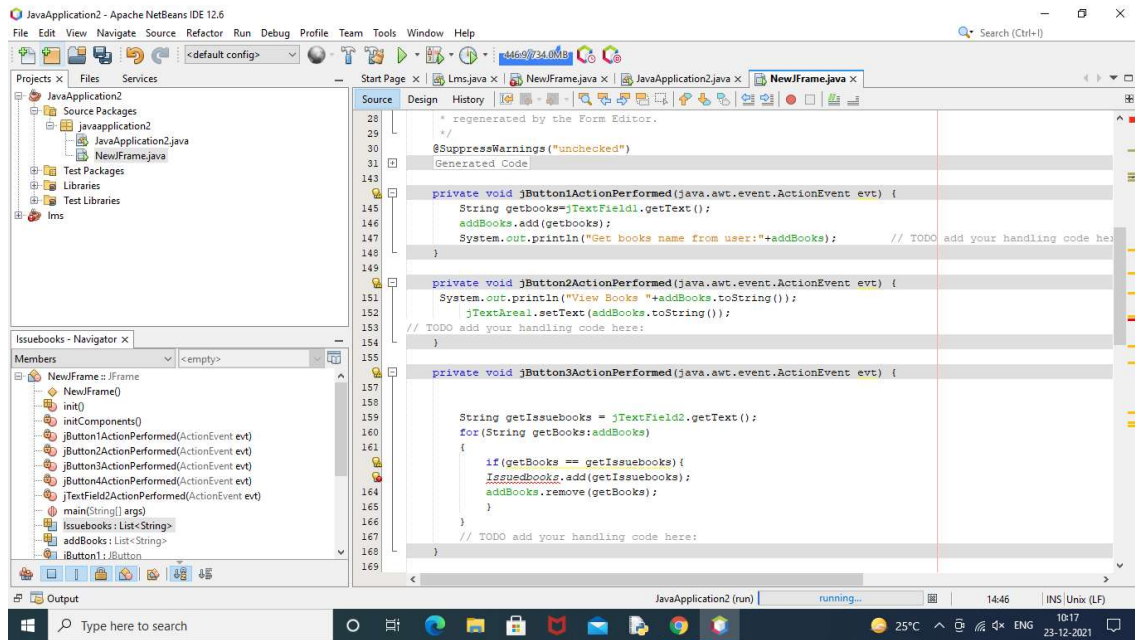 JavaApplication2 - Apache NetBeans IDE 12.6
File Edit View Navigate Source Refactor Run Debug Profile Team Tools Window Help
Search (Ctrl+I)
<default config>
446.9/734.0MB
Projects Files Services
Start Page Lms.java NewJFrame.java JavaApplication2.java NewJFrame.java
JavaApplication2
Source Packages
javaapplication2
JavaApplication2.java
NewJFrame.java
Test Packages
Libraries
Test Libraries
lms
Source Design History
28 * regenerated by the Form Editor.
29 */
30 @SuppressWarnings("unchecked")
31 Generated Code
143
private void jButton1ActionPerformed(java.awt.event.ActionEvent evt) {
145 String getbooks=jTextField1.getText();
146 addBooks.add(getbooks);
147 System.out.println("Get books name from user:"+addBooks); // TODO add your handling code her
148 }
149
private void jButton2ActionPerformed(java.awt.event.ActionEvent evt) {
151 System.out.println("View Books "+addBooks.toString());
152 jTextArea1.setText(addBooks.toString());
153 // TODO add your handling code here:
154 }
155
private void jButton3ActionPerformed(java.awt.event.ActionEvent evt) {
157
158
159 String getIssuebooks = jTextField2.getText();
160 for(String getBooks:addBooks)
161 {
if(getBooks == getIssuebooks){
Issuedbooks.add(getIssuebooks);
164 addBooks.remove(getBooks);
165 }
166 }
167 // TODO add your handling code here:
168 }
169
Issuebooks - Navigator
Members <empty>
NewJFrame :: JFrame
NewJFrame()
init()
initComponents()
jButton1ActionPerformed(ActionEvent evt)
jButton2ActionPerformed(ActionEvent evt)
jButton3ActionPerformed(ActionEvent evt)
jButton4ActionPerformed(ActionEvent evt)
jTextField2ActionPerformed(ActionEvent evt)
main(String[] args)
Issuebooks : List<String>
addBooks : List<String>
jButton1 : JButton
Output
JavaApplication2 (run) running... 14:46 INS Unix (LF)
Type here to search
25°C ENG 10:17
23-12-2021